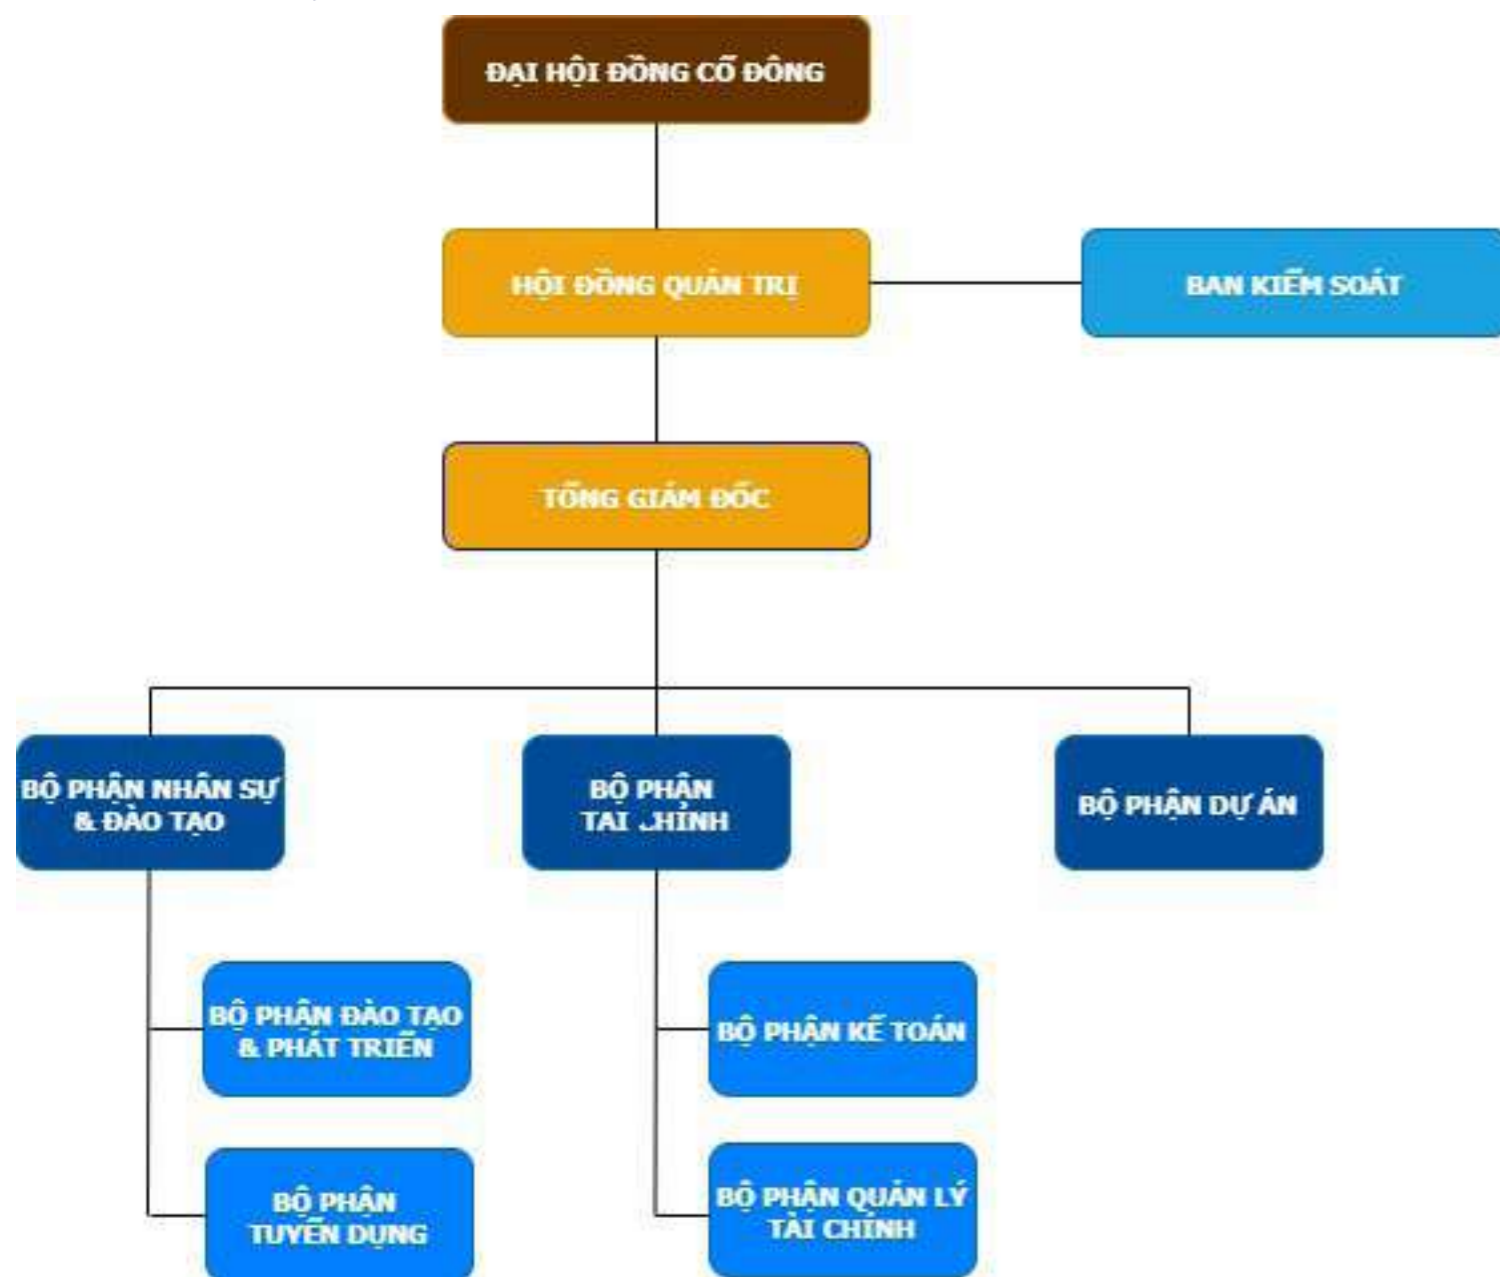 ĐẠI HỘI ĐỒNG CỔ ĐÔNG
HỘI ĐỒNG QUẢN TRỊ
BAN KIỂM SOÁT
TỔNG GIÁM ĐỐC
BỘ PHẬN NHÂN SỰ
& ĐÀO TẠO
BỘ PHẬN
TÀI CHÍNH
BỘ PHẬN DỰ ÁN
BỘ PHẬN ĐÀO TẠO
& PHÁT TRIỂN
BỘ PHẬN KẾ TOÁN
BỘ PHẬN
TUYỂN DỤNG
BỘ PHẬN QUẢN LÝ
TÀI CHÍNH